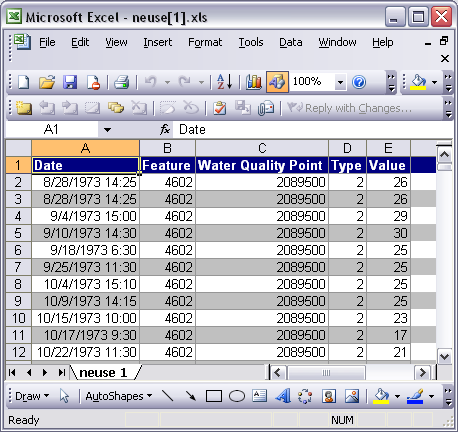 Microsoft Excel - neuse[1].xls
File Edit View Insert Format Tools Data Window Help
100%
Reply with Changes...
A1 fx Date
A B C D E
1 Date Feature Water Quality Point Type Value
2 8/28/1973 14:25 4602 2089500 2 26
3 8/28/1973 14:25 4602 2089500 2 26
4 9/4/1973 15:00 4602 2089500 2 29
5 9/10/1973 14:30 4602 2089500 2 30
6 9/18/1973 6:30 4602 2089500 2 25
7 9/25/1973 11:30 4602 2089500 2 25
8 10/4/1973 15:10 4602 2089500 2 25
9 10/9/1973 14:15 4602 2089500 2 25
10 10/15/1973 10:00 4602 2089500 2 23
11 10/17/1973 9:30 4602 2089500 2 17
12 10/22/1973 11:30 4602 2089500 2 21
neuse 1
Draw AutoShapes
Ready NUM